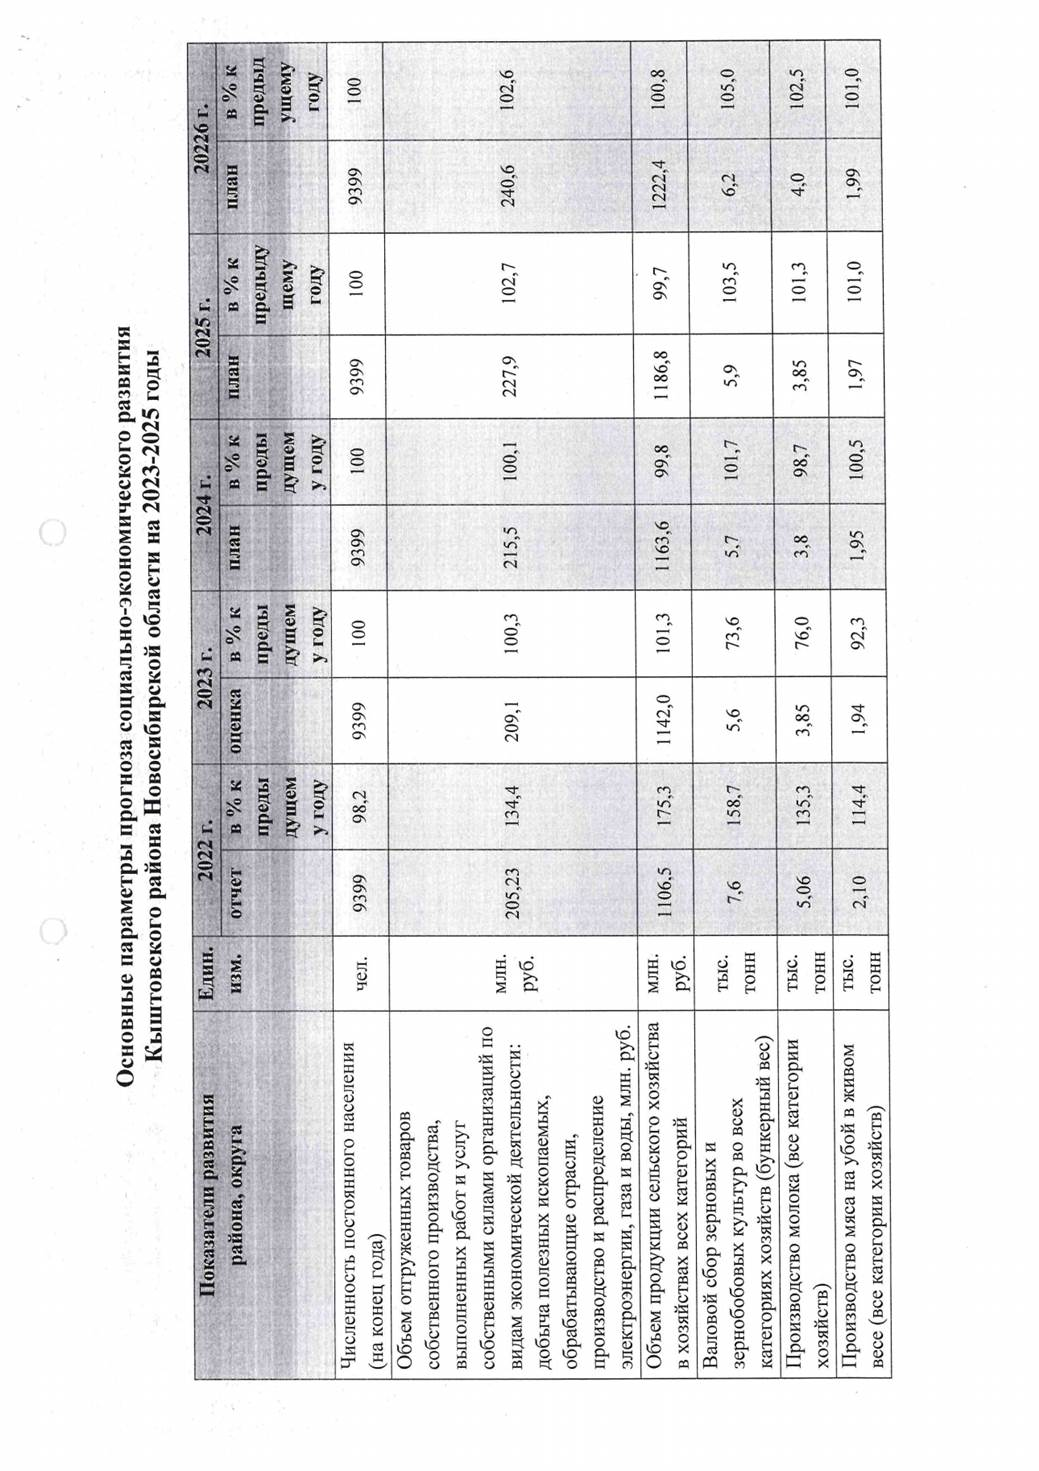 Основные параметры прогноза социально-экономического развития
Кыштовского района Новосибирской области на 2023-2025 годы
Показатели развития района, округа | Един. изм. | 2022 г. | 2023 г. | 2024 г. | 2025 г. | 20226 г.
отчет | в % к преды дущем у году | оценка | в % к преды дущем у году | план | в % к преды дущем у году | план | в % к предыду щему году | план | в % к предыд ущему году
Численность постоянного населения
(на конец года) | чел. | 9399 | 98,2 | 9399 | 100 | 9399 | 100 | 9399 | 100 | 9399 | 100
Объем отгруженных товаров
собственного производства,
выполненных работ и услуг
собственными силами организаций по
видам экономической деятельности:
добыча полезных ископаемых,
обрабатывающие отрасли,
производство и распределение
электроэнергии, газа и воды, млн. руб. | млн. руб. | 205,23 | 134,4 | 209,1 | 100,3 | 215,5 | 100,1 | 227,9 | 102,7 | 240,6 | 102,6
Объем продукции сельского хозяйства
в хозяйствах всех категорий | млн. руб. | 1106,5 | 175,3 | 1142,0 | 101,3 | 1163,6 | 99,8 | 1186,8 | 99,7 | 1222,4 | 100,8
Валовой сбор зерновых и
зернобобовых культур во всех
категориях хозяйств (бункерный вес) | тыс. тонн | 7,6 | 158,7 | 5,6 | 73,6 | 5,7 | 101,7 | 5,9 | 103,5 | 6,2 | 105,0
Производство молока (все категории
хозяйств) | тыс. тонн | 5,06 | 135,3 | 3,85 | 76,0 | 3,8 | 98,7 | 3,85 | 101,3 | 4,0 | 102,5
Производство мяса на убой в живом
весе (все категории хозяйств) | тыс. тонн | 2,10 | 114,4 | 1,94 | 92,3 | 1,95 | 100,5 | 1,97 | 101,0 | 1,99 | 101,0